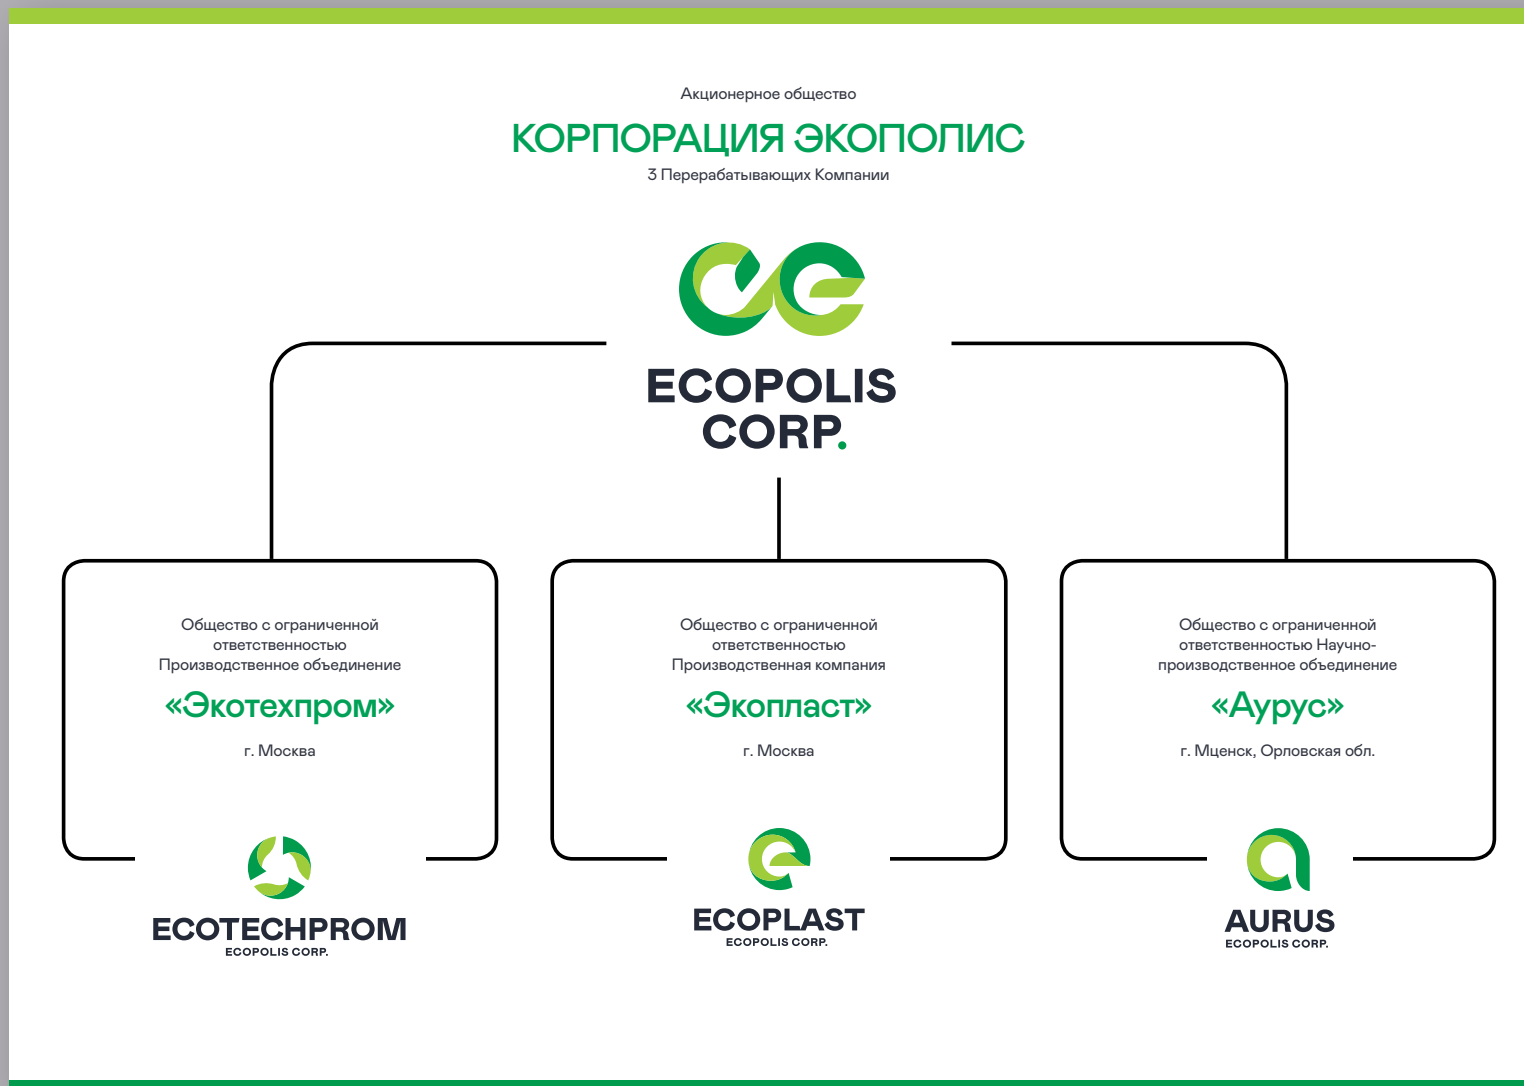 Акционерное общество
КОРПОРАЦИЯ ЭКОПОЛИС
3 Перерабатывающих Компании
ECOPOLIS
CORP.
Общество с ограниченной
ответственностью
Производственное объединение
«Экотехпром»
г. Москва
ECOTECHPROM
ECOPOLIS CORP.
Общество с ограниченной
ответственностью
Производственная компания
«Экопласт»
г. Москва
ECOPLAST
ECOPOLIS CORP.
Общество с ограниченной
ответственностью Научно-
производственное объединение
«Аурус»
г. Мценск, Орловская обл.
AURUS
ECOPOLIS CORP.